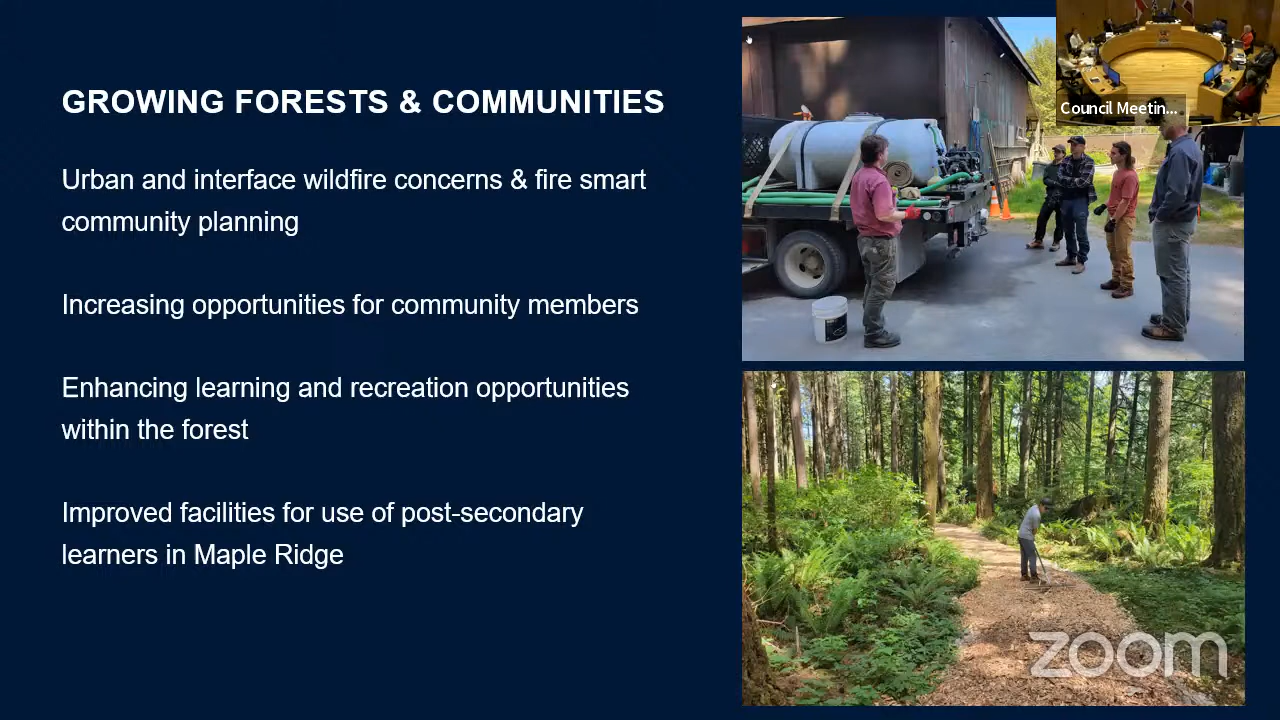 GROWING FORESTS & COMMUNITIES
Urban and interface wildfire concerns & fire smart
community planning
Increasing opportunities for community members
Enhancing learning and recreation opportunities
within the forest
Improved facilities for use of post-secondary
learners in Maple Ridge
Council Meetin...
zoom